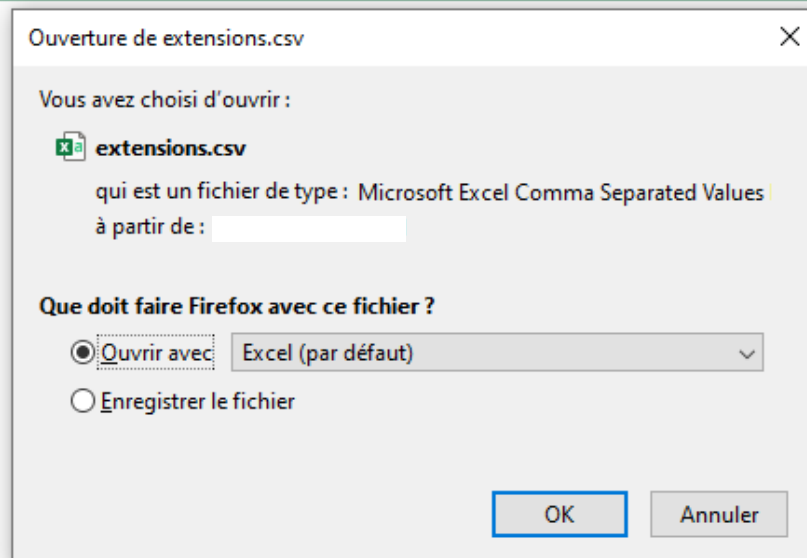 Ouverture de extensions.csv
Vous avez choisi d'ouvrir :
extensions.csv
qui est un fichier de type : Microsoft Excel Comma Separated Values
à partir de :
Que doit faire Firefox avec ce fichier ?
Ouvrir avec Excel (par défaut)
Enregistrer le fichier
OK Annuler